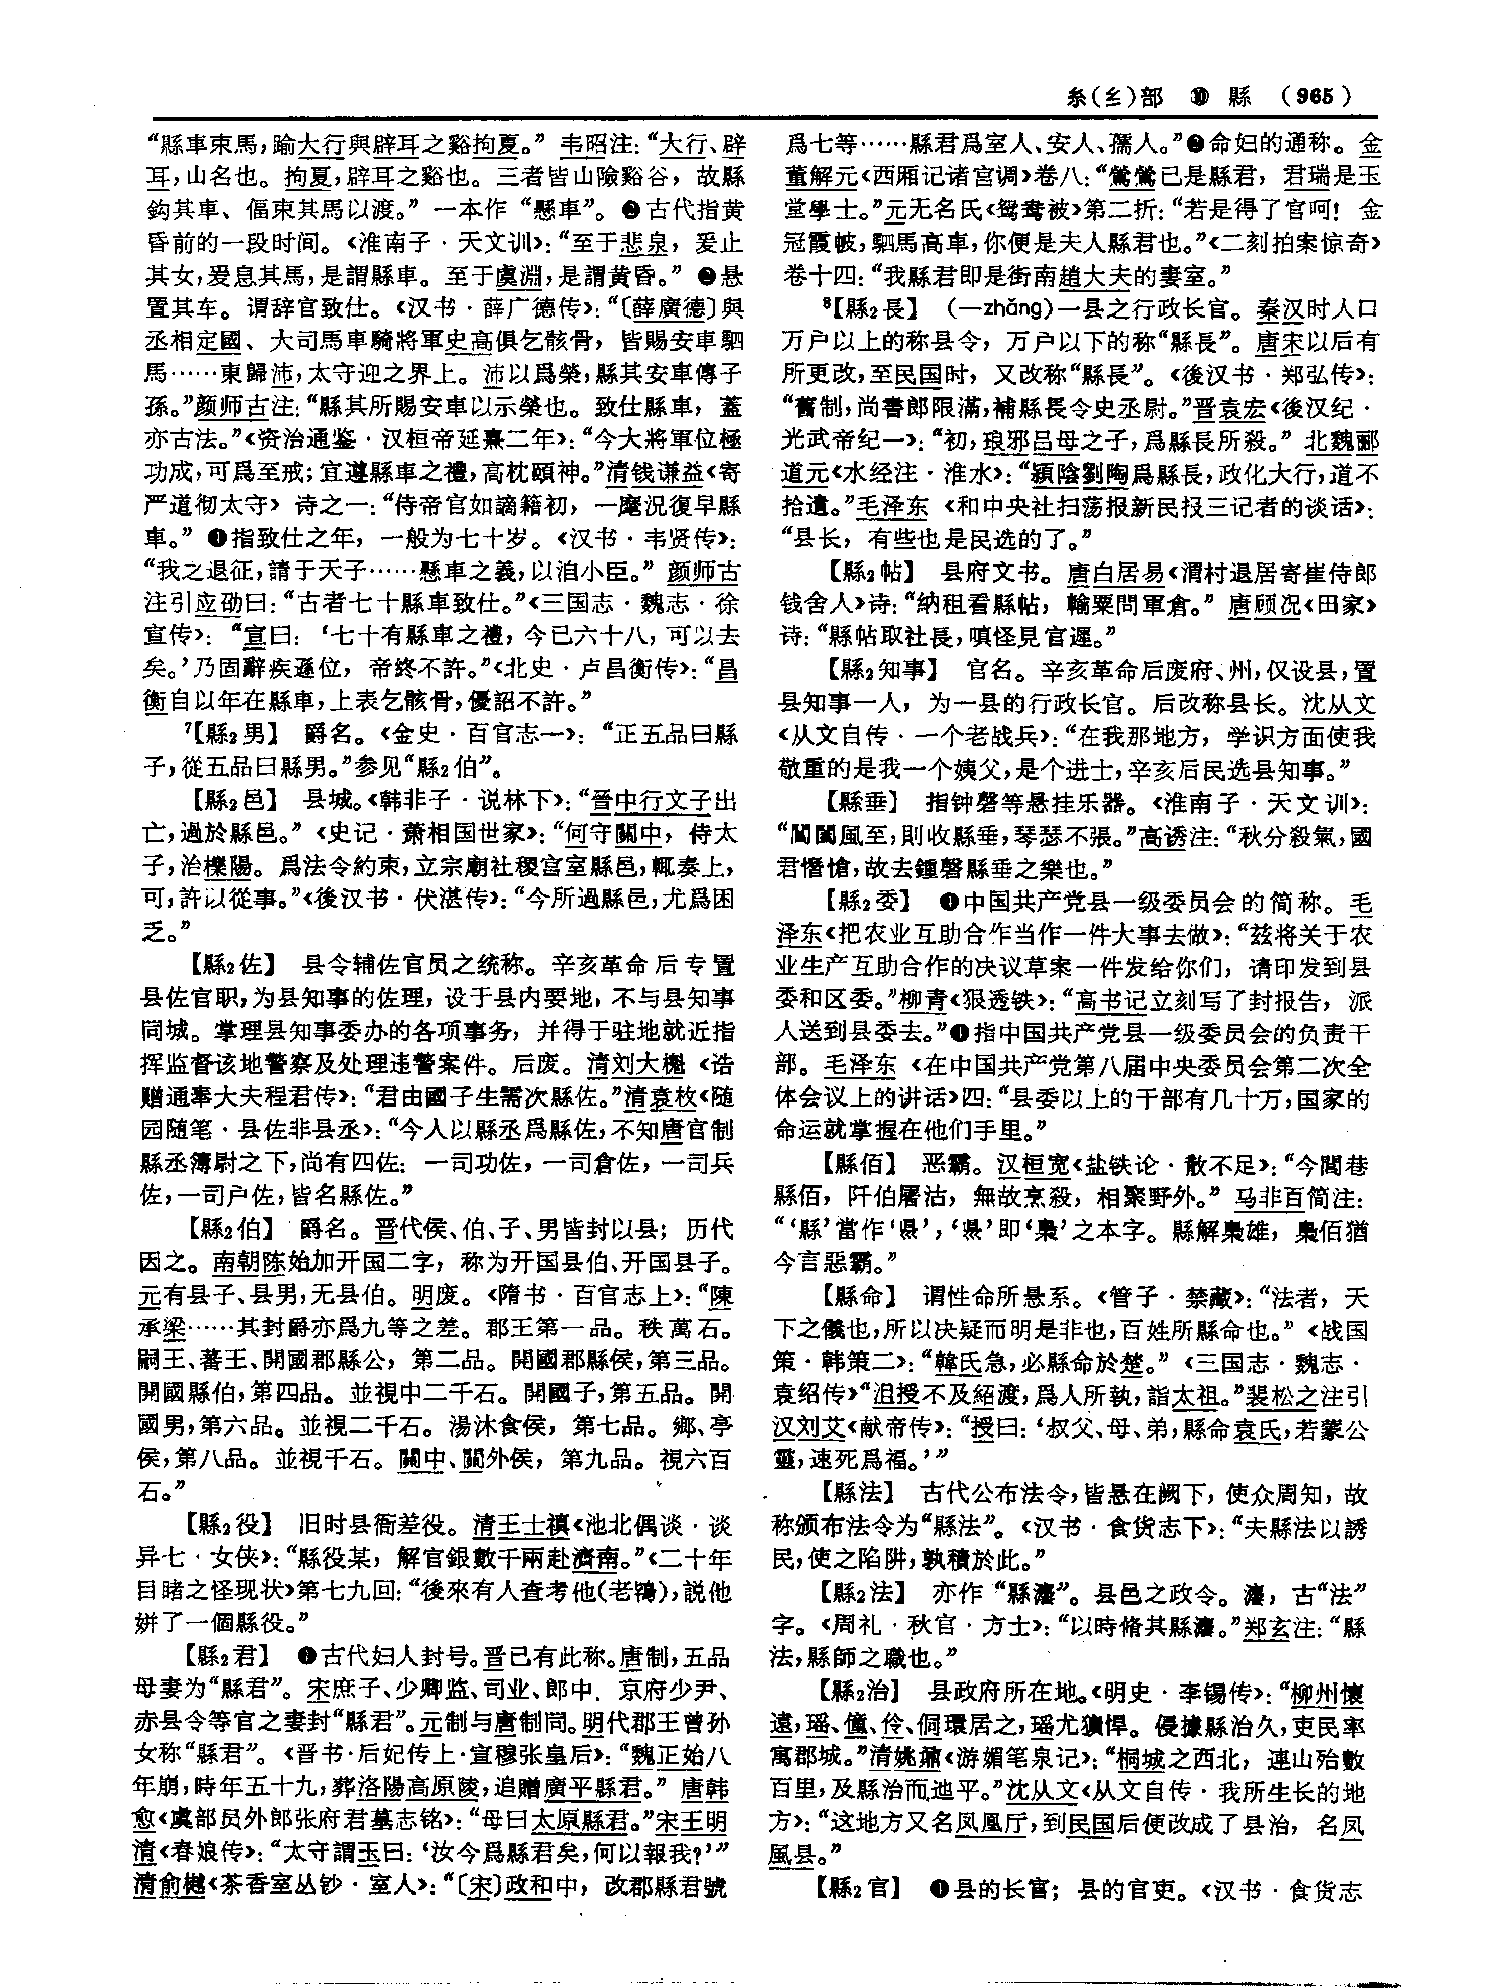 糸(纟)部 ⑩ 縣 (965)
“縣車束馬，踰大行與辟耳之谿拘夏。” 韦昭注：“大行、辟
耳，山名也。拘夏，辟耳之谿也。三者皆山險谿谷，故縣
鈎其車、偪束其馬以渡。” 一本作“懸車”。❷古代指黄
昏前的一段时间。《淮南子·天文训》：“至于悲泉，爰止
其女，爰息其馬，是謂縣車。至于虞淵，是謂黄昏。” ❷悬
置其车。谓辞官致仕。《汉书·薛广德传》：“〔薛廣德〕與
丞相定國、大司馬車騎將軍史高俱乞骸骨，皆賜安車駟
馬……東歸沛，太守迎之界上。沛以爲榮，縣其安車傳子
孫。”颜师古注：“縣其所賜安車以示榮也。致仕縣車，蓋
亦古法。”《资治通鉴·汉桓帝延熹二年》：“今大將軍位極
功成，可爲至戒；宜遵縣車之禮，高枕頤神。”清钱谦益《寄
严道彻太守》诗之一：“侍帝官如謫籍初，一麾況復早縣
車。” ❶指致仕之年，一般为七十岁。《汉书·韦贤传》：
“我之退征，請于天子……懸車之義，以洎小臣。” 颜师古
注引应劭曰：“古者七十縣車致仕。”《三国志·魏志·徐
宣传》：“宣曰：‘七十有縣車之禮，今已六十八，可以去
矣。’乃固辭疾遜位，帝終不許。”《北史·卢昌衡传》：“昌
衡自以年在縣車，上表乞骸骨，優詔不許。”
⁷【縣₂男】 爵名。《金史·百官志一》：“正五品曰縣
子，從五品曰縣男。”参见“縣₂伯”。
【縣₂邑】 县城。《韩非子·说林下》：“晉中行文子出
亡，過於縣邑。” 《史记·萧相国世家》：“何守關中，侍太
子，治櫟陽。爲法令約束，立宗廟社稷宫室縣邑，輒奏上，
可，許以從事。”《後汉书·伏湛传》：“今所過縣邑，尤爲困
乏。”
【縣₂佐】 县令辅佐官员之统称。辛亥革命后专置
县佐官职，为县知事的佐理，设于县内要地，不与县知事
同城。掌理县知事委办的各项事务，并得于驻地就近指
挥监督该地警察及处理违警案件。后废。清刘大櫆《诰
赠通奉大夫程君传》：“君由國子生需次縣佐。”清袁枚《随
园随笔·县佐非县丞》：“今人以縣丞爲縣佐，不知唐官制
縣丞簿尉之下，尚有四佐：一司功佐，一司倉佐，一司兵
佐，一司户佐，皆名縣佐。”
【縣₂伯】 爵名。晋代侯、伯、子、男皆封以县；历代
因之。南朝陈始加开国二字，称为开国县伯、开国县子。
元有县子、县男，无县伯。明废。《隋书·百官志上》：“陳
承梁……其封爵亦爲九等之差。郡王第一品。秩萬石。
嗣王、蕃王、開國郡縣公，第二品。開國郡縣侯，第三品。
開國縣伯，第四品。並視中二千石。開國子，第五品。開
國男，第六品。並視二千石。湯沐食侯，第七品。鄉、亭
侯，第八品。並視千石。關中、關外侯，第九品。視六百
石。”
【縣₂役】 旧时县衙差役。清王士禛《池北偶谈·谈
异七·女侠》：“縣役某，解官銀數千兩赴濟南。”《二十年
目睹之怪现状》第七九回：“後來有人查考他(老鴇)，説他
姘了一個縣役。”
【縣₂君】 ❶古代妇人封号。晋已有此称。唐制，五品
母妻为“縣君”。宋庶子、少卿监、司业、郎中、京府少尹、
赤县令等官之妻封“縣君”。元制与唐制同。明代郡王曾孙
女称“縣君”。《晋书·后妃传上·宣穆张皇后》：“魏正始八
年崩，時年五十九，葬洛陽高原陵，追贈廣平縣君。” 唐韩
愈《虞部员外郎张府君墓志铭》：“母曰太原縣君。”宋王明
清《春娘传》：“太守謂玉曰：‘汝今爲縣君矣，何以報我？’”
清俞樾《茶香室丛钞·室人》：“〔宋〕政和中，改郡縣君號
爲七等……縣君爲室人、安人、孺人。”❷命妇的通称。金
董解元《西厢记诸宫调》卷八：“鶯鶯已是縣君，君瑞是玉
堂學士。”元无名氏《鸳鸯被》第二折：“若是得了官呵！金
冠霞帔，駟馬高車，你便是夫人縣君也。”《二刻拍案惊奇》
卷十四：“我縣君即是街南趙大夫的妻室。”
⁸【縣₂長】 （—zhǎng）一县之行政长官。秦汉时人口
万户以上的称县令，万户以下的称“縣長”。唐宋以后有
所更改，至民国时，又改称“縣長”。《後汉书·郑弘传》：
“舊制，尚書郎限滿，補縣長令史丞尉。”晋袁宏《後汉纪·
光武帝纪一》：“初，琅邪吕母之子，爲縣長所殺。” 北魏郦
道元《水经注·淮水》：“潁陰劉陶爲縣長，政化大行，道不
拾遺。”毛泽东《和中央社扫荡报新民报三记者的谈话》：
“县长，有些也是民选的了。”
【縣₂帖】 县府文书。唐白居易《渭村退居寄崔侍郎
钱舍人》诗：“納租看縣帖，輸粟問軍倉。” 唐顾况《田家》
诗：“縣帖取社長，嗔怪見官遲。”
【縣₂知事】 官名。辛亥革命后废府、州，仅设县，置
县知事一人，为一县的行政长官。后改称县长。沈从文
《从文自传·一个老战兵》：“在我那地方，学识方面使我
敬重的是我一个姨父，是个进士，辛亥后民选县知事。”
【縣垂】 指钟磬等悬挂乐器。《淮南子·天文训》：
“閶闔風至，則收縣垂，琴瑟不張。”高诱注：“秋分殺氣，國
君憯愴，故去鍾磬縣垂之樂也。”
【縣₂委】 ❶中国共产党县一级委员会的简称。毛
泽东《把农业互助合作当作一件大事去做》：“兹将关于农
业生产互助合作的决议草案一件发给你们，请印发到县
委和区委。”柳青《狠透铁》：“高书记立刻写了封报告，派
人送到县委去。”❶指中国共产党县一级委员会的负责干
部。毛泽东《在中国共产党第八届中央委员会第二次全
体会议上的讲话》四：“县委以上的干部有几十万，国家的
命运就掌握在他们手里。”
【縣佰】 恶霸。汉桓宽《盐铁论·散不足》：“今閭巷
縣佰，阡伯屠沽，無故烹殺，相聚野外。” 马非百简注：
“‘縣’當作‘㬎’，‘㬎’即‘梟’之本字。縣解梟雄，梟佰猶
今言惡霸。”
【縣命】 谓性命所悬系。《管子·禁藏》：“法者，天
下之儀也，所以决疑而明是非也，百姓所縣命也。”《战国
策·韩策二》：“韓氏急，必縣命於楚。”《三国志·魏志·
袁绍传》“沮授不及紹渡，爲人所執，詣太祖。”裴松之注引
汉刘艾《献帝传》：“授曰：‘叔父、母、弟，縣命袁氏，若蒙公
靈，速死爲福。’”
【縣法】 古代公布法令，皆悬在阙下，使众周知，故
称颁布法令为“縣法”。《汉书·食货志下》：“夫縣法以誘
民，使之陷阱，孰積於此。”
【縣₂法】 亦作“縣灋”。县邑之政令。灋，古“法”
字。《周礼·秋官·方士》：“以時脩其縣灋。”郑玄注：“縣
法，縣師之職也。”
【縣₂治】 县政府所在地。《明史·李锡传》：“柳州懷
遠，瑶、僮、伶、侗環居之，瑶尤獷悍。侵據縣治久，吏民率
寓郡城。”清姚鼐《游媚笔泉记》：“桐城之西北，連山殆數
百里，及縣治而迆平。”沈从文《从文自传·我所生长的地
方》：“这地方又名凤凰厅，到民国后便改成了县治，名凤
凰县。”
【縣₂官】 ❶县的长官；县的官吏。《汉书·食货志